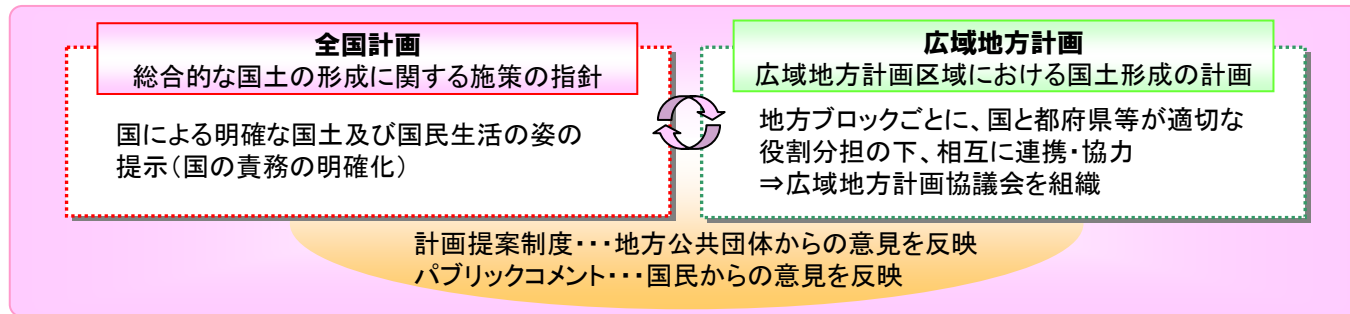 全国計画
総合的な国土の形成に関する施策の指針
国による明確な国土及び国民生活の姿の
提示(国の責務の明確化)
広域地方計画
広域地方計画区域における国土形成の計画
地方ブロックごとに、国と都府県等が適切な
役割分担の下、相互に連携・協力
⇒広域地方計画協議会を組織
計画提案制度・・・地方公共団体からの意見を反映
パブリックコメント・・・国民からの意見を反映